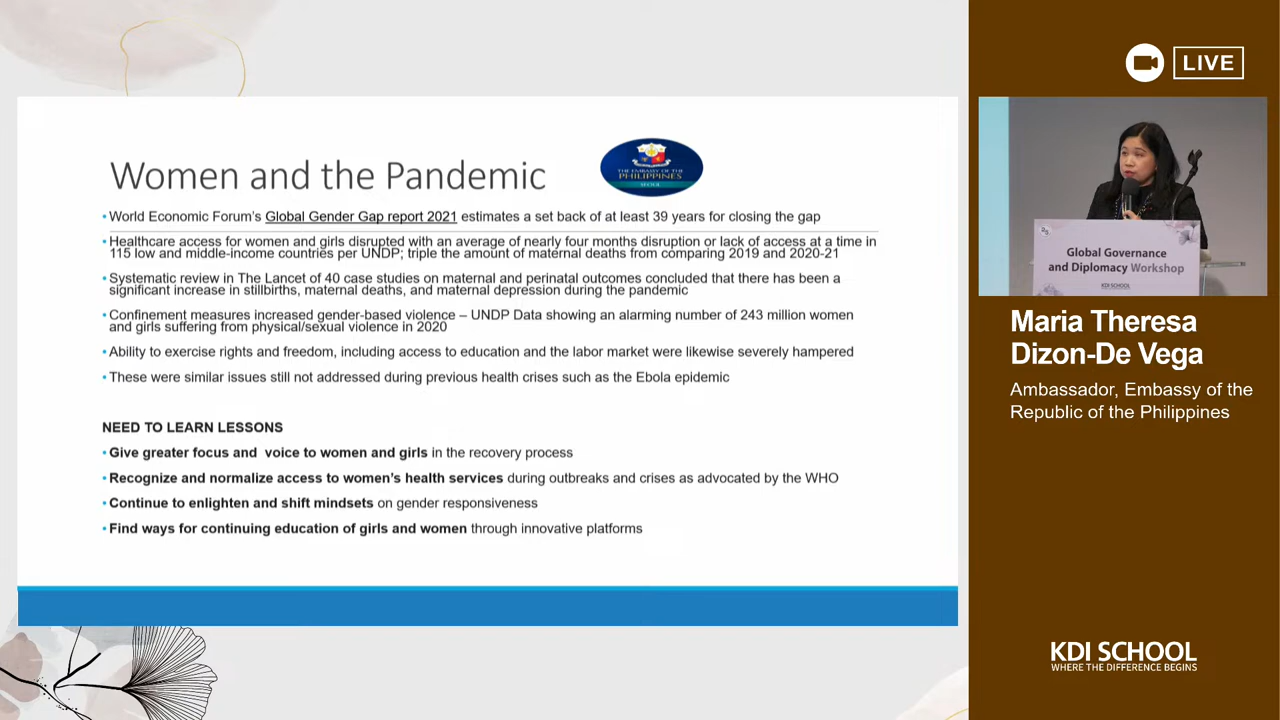 Women and the Pandemic
THE EMBASSY OF THE
PHILIPPINES
SEOUL
• World Economic Forum's Global Gender Gap report 2021 estimates a set back of at least 39 years for closing the gap
• Healthcare access for women and girls disrupted with an average of nearly four months disruption or lack of access at a time in
115 low and middle-income countries per UNDP; triple the amount of maternal deaths from comparing 2019 and 2020-21
• Systematic review in The Lancet of 40 case studies on maternal and perinatal outcomes concluded that there has been a
significant increase in stillbirths, maternal deaths, and maternal depression during the pandemic
• Confinement measures increased gender-based violence – UNDP Data showing an alarming number of 243 million women
and girls suffering from physical/sexual violence in 2020
• Ability to exercise rights and freedom, including access to education and the labor market were likewise severely hampered
• These were similar issues still not addressed during previous health crises such as the Ebola epidemic
NEED TO LEARN LESSONS
• Give greater focus and voice to women and girls in the recovery process
• Recognize and normalize access to women's health services during outbreaks and crises as advocated by the WHO
• Continue to enlighten and shift mindsets on gender responsiveness
• Find ways for continuing education of girls and women through innovative platforms
LIVE
Global Governance
and Diplomacy Workshop
KDI SCHOOL
Maria Theresa
Dizon-De Vega
Ambassador, Embassy of the
Republic of the Philippines
KDI SCHOOL
WHERE THE DIFFERENCE BEGINS